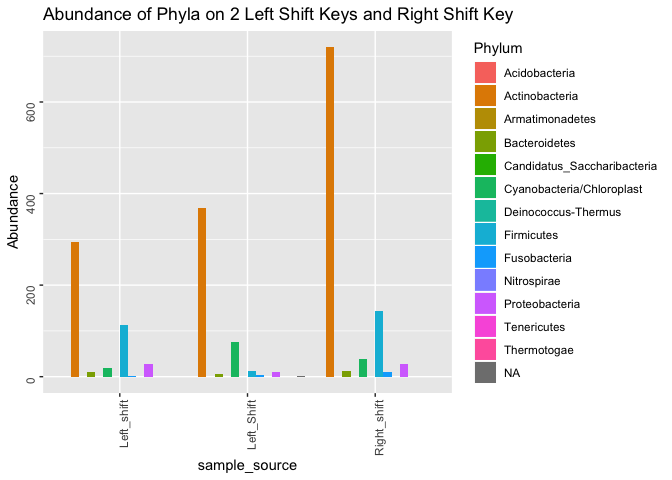 Abundance of Phyla on 2 Left Shift Keys and Right Shift Key
Abundance
600
400
200
0
Left_shift
Left_Shift
Right_shift
sample_source
Phylum
Acidobacteria
Actinobacteria
Armatimonadetes
Bacteroidetes
Candidatus_Saccharibacteria
Cyanobacteria/Chloroplast
Deinococcus-Thermus
Firmicutes
Fusobacteria
Nitrospirae
Proteobacteria
Tenericutes
Thermotogae
NA